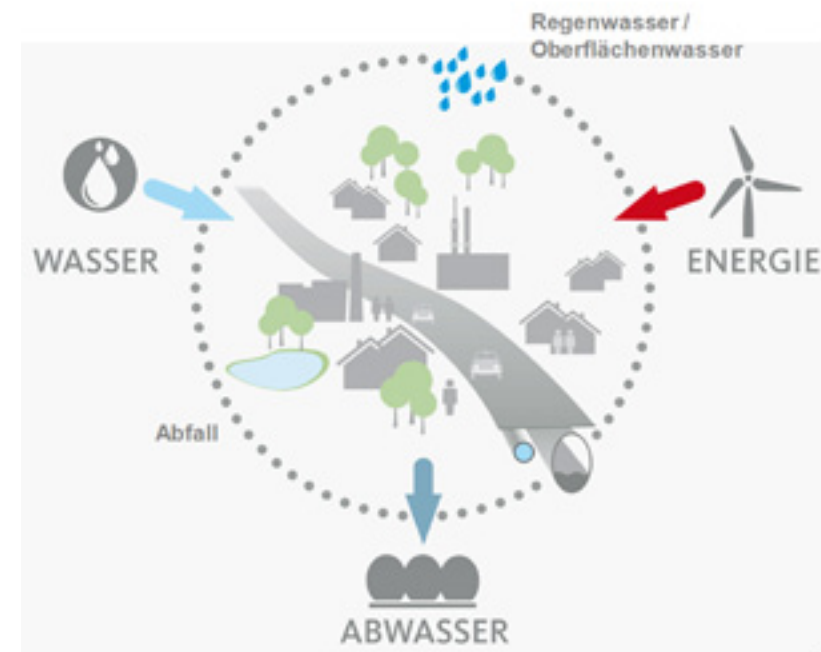 Regenwasser /
Oberflächenwasser
WASSER
ENERGIE
Abfall
ABWASSER